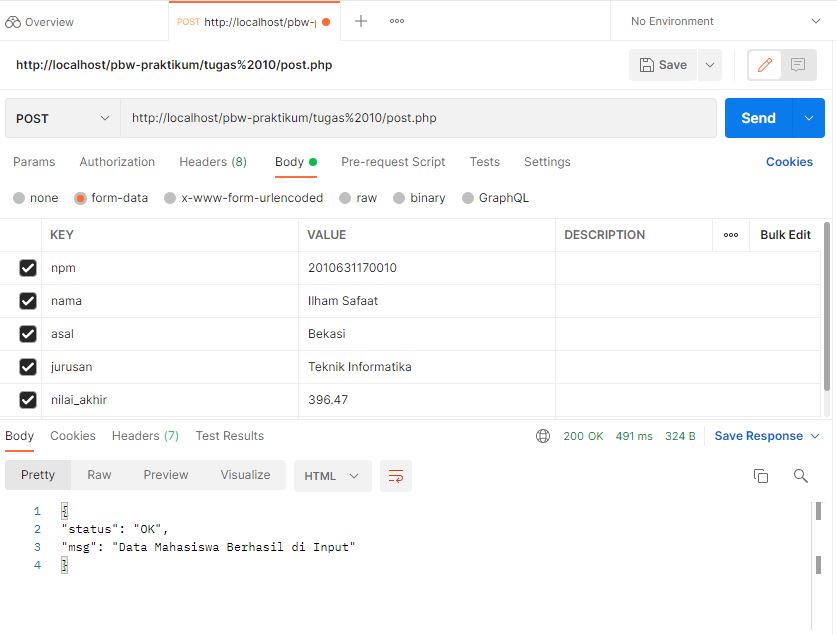 Overview
POST http://localhost/pbw-p
No Environment
http://localhost/pbw-praktikum/tugas%2010/post.php
Save
POST
http://localhost/pbw-praktikum/tugas%2010/post.php
Send
Params Authorization Headers (8) Body Pre-request Script Tests Settings Cookies
none form-data x-www-form-urlencoded raw binary GraphQL
KEY VALUE DESCRIPTION Bulk Edit
npm 2010631170010
nama Ilham Safaat
asal Bekasi
jurusan Teknik Informatika
nilai_akhir 396.47
Body Cookies Headers (7) Test Results 200 OK 491 ms 324 B Save Response
Pretty Raw Preview Visualize HTML
1 {
2 "status": "OK",
3 "msg": "Data Mahasiswa Berhasil di Input"
4 }